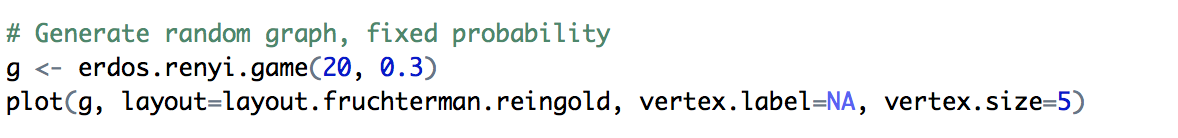 # Generate random graph, fixed probability
g <- erdos.renyi.game(20, 0.3)
plot(g, layout=layout.fruchterman.reingold, vertex.label=NA, vertex.size=5)